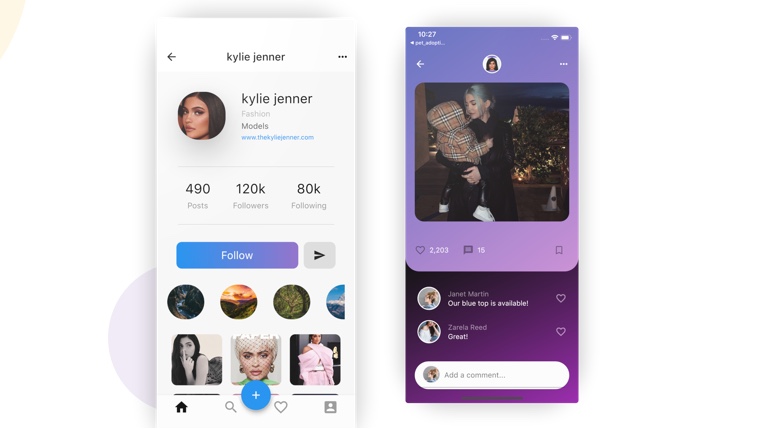 kylie jenner
kylie jenner
Fashion
Models
www.thekyliejenner.com
490
120k
80k
Posts
Followers
Following
Follow
PAPER
10:27
pet_adopti...
2,203
15
Janet Martin
Our blue top is available!
Zarela Reed
Great!
Add a comment...